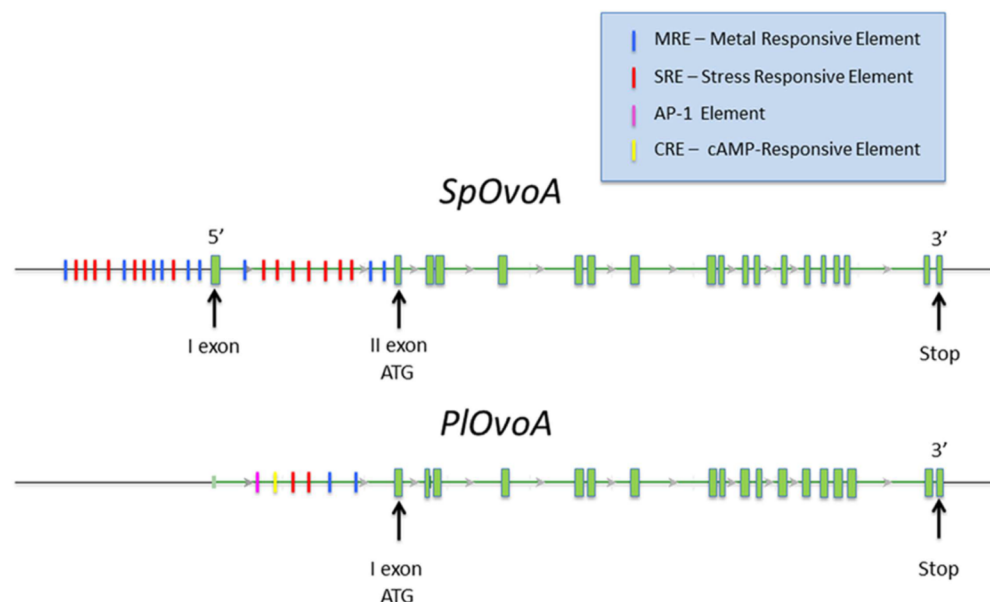 MRE – Metal Responsive Element
SRE – Stress Responsive Element
AP-1 Element
CRE – cAMP-Responsive Element
SpOvoA
5’
3’
I exon
II exon
ATG
Stop
PlOvoA
3’
I exon
ATG
Stop